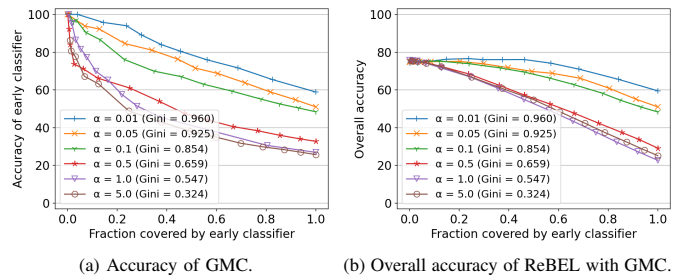 100
80
60
40
20
0
Accuracy of early classifier
α = 0.01 (Gini = 0.960)
α = 0.05 (Gini = 0.925)
α = 0.1 (Gini = 0.854)
α = 0.5 (Gini = 0.659)
α = 1.0 (Gini = 0.547)
α = 5.0 (Gini = 0.324)
0.0 0.2 0.4 0.6 0.8 1.0
Fraction covered by early classifier
(a) Accuracy of GMC.
100
80
60
40
20
0
Overall accuracy
α = 0.01 (Gini = 0.960)
α = 0.05 (Gini = 0.925)
α = 0.1 (Gini = 0.854)
α = 0.5 (Gini = 0.659)
α = 1.0 (Gini = 0.547)
α = 5.0 (Gini = 0.324)
0.0 0.2 0.4 0.6 0.8 1.0
Fraction covered by early classifier
(b) Overall accuracy of ReBEL with GMC.